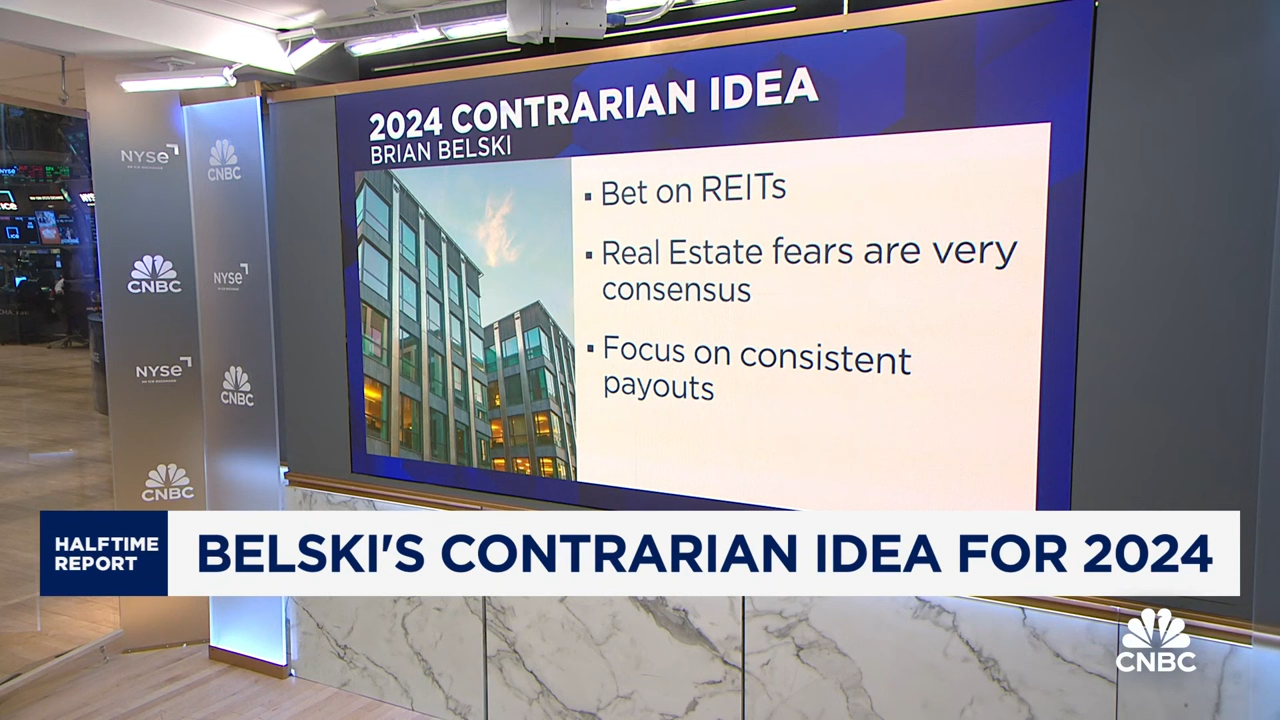 2024 CONTRARIAN IDEA
BRIAN BELSKI
▪ Bet on REITs
▪ Real Estate fears are very
consensus
▪ Focus on consistent
payouts
NYSE
CNBC
CNBC
NYSE
NYSE
CNBC
CNBC
HALFTIME
REPORT
BELSKI'S CONTRARIAN IDEA FOR 2024
CNBC